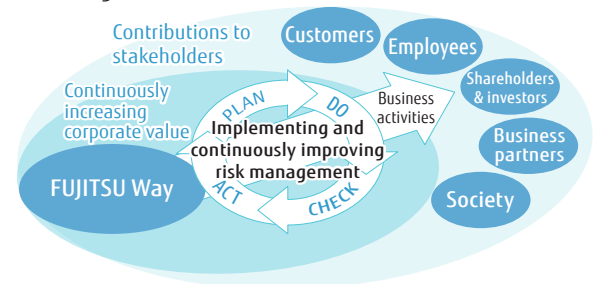 Contributions to
stakeholders
Customers
Employees
Shareholders
& investors
Business
partners
Society
Continuously
increasing
corporate value
PLAN
DO
CHECK
ACT
Business
activities
Implementing and
continuously improving
risk management
FUJITSU Way